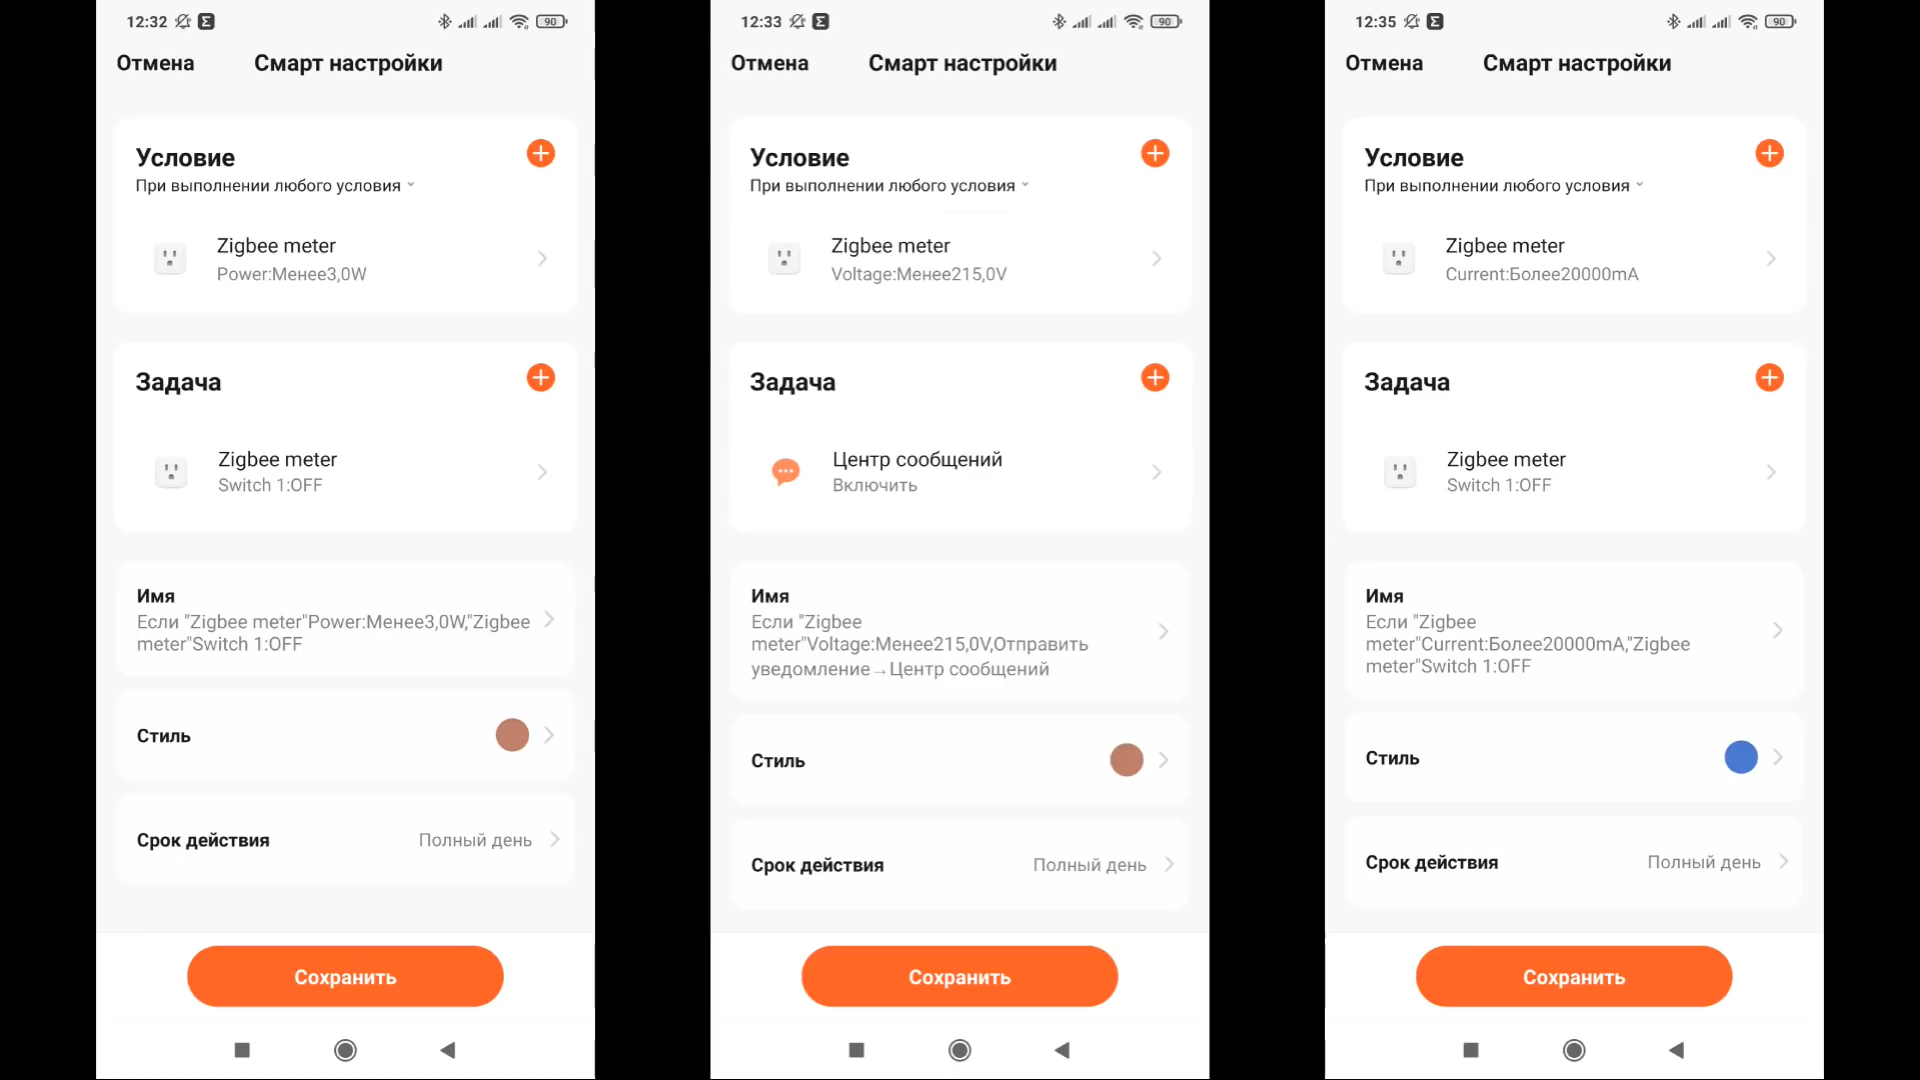 12:32
90
Отмена
Смарт настройки
Условие
При выполнении любого условия
Zigbee meter
Power:Менее3,0W
Задача
Zigbee meter
Switch 1:OFF
Имя
Если "Zigbee meter"Power:Менее3,0W,"Zigbee
meter"Switch 1:OFF
Стиль
Срок действия
Полный день
Сохранить
12:33
90
Отмена
Смарт настройки
Условие
При выполнении любого условия
Zigbee meter
Voltage:Менее215,0V
Задача
Центр сообщений
Включить
Имя
Если "Zigbee
meter"Voltage:Менее215,0V,Отправить
уведомление→Центр сообщений
Стиль
Срок действия
Полный день
Сохранить
12:35
90
Отмена
Смарт настройки
Условие
При выполнении любого условия
Zigbee meter
Current:Более20000mA
Задача
Zigbee meter
Switch 1:OFF
Имя
Если "Zigbee
meter"Current:Более20000mA,"Zigbee
meter"Switch 1:OFF
Стиль
Срок действия
Полный день
Сохранить